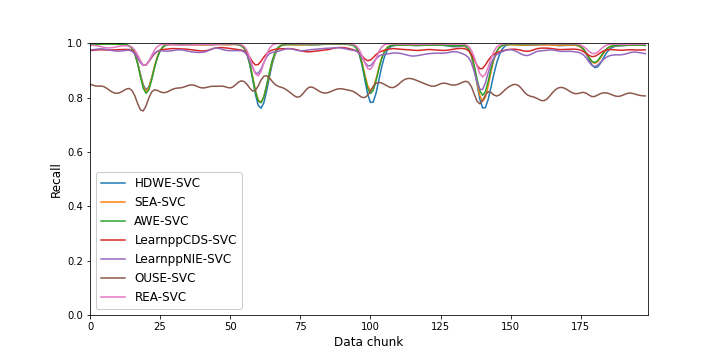 1.0
0.8
0.6
0.4
0.2
0.0
Recall
HDWE-SVC
SEA-SVC
AWE-SVC
LearnppCDS-SVC
LearnppNIE-SVC
OUSE-SVC
REA-SVC
0 25 50 75 100 125 150 175
Data chunk